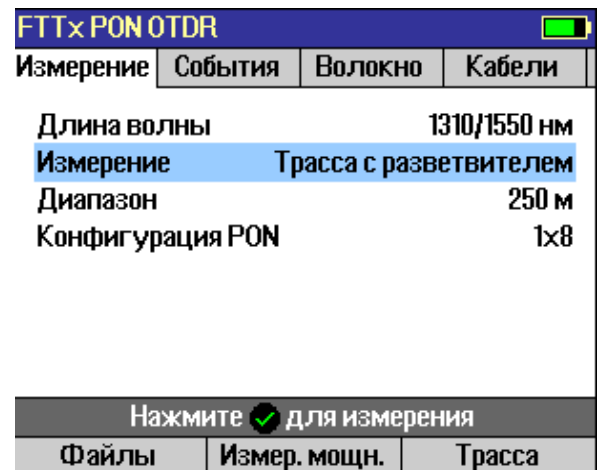 FTTx PON OTDR
Измерение События Волокно Кабели
Длина волны 1310/1550 нм
Измерение Трасса с разветвителем
Диапазон 250 м
Конфигурация PON 1x8
Нажмите для измерения
Файлы Измер. мощн. Трасса